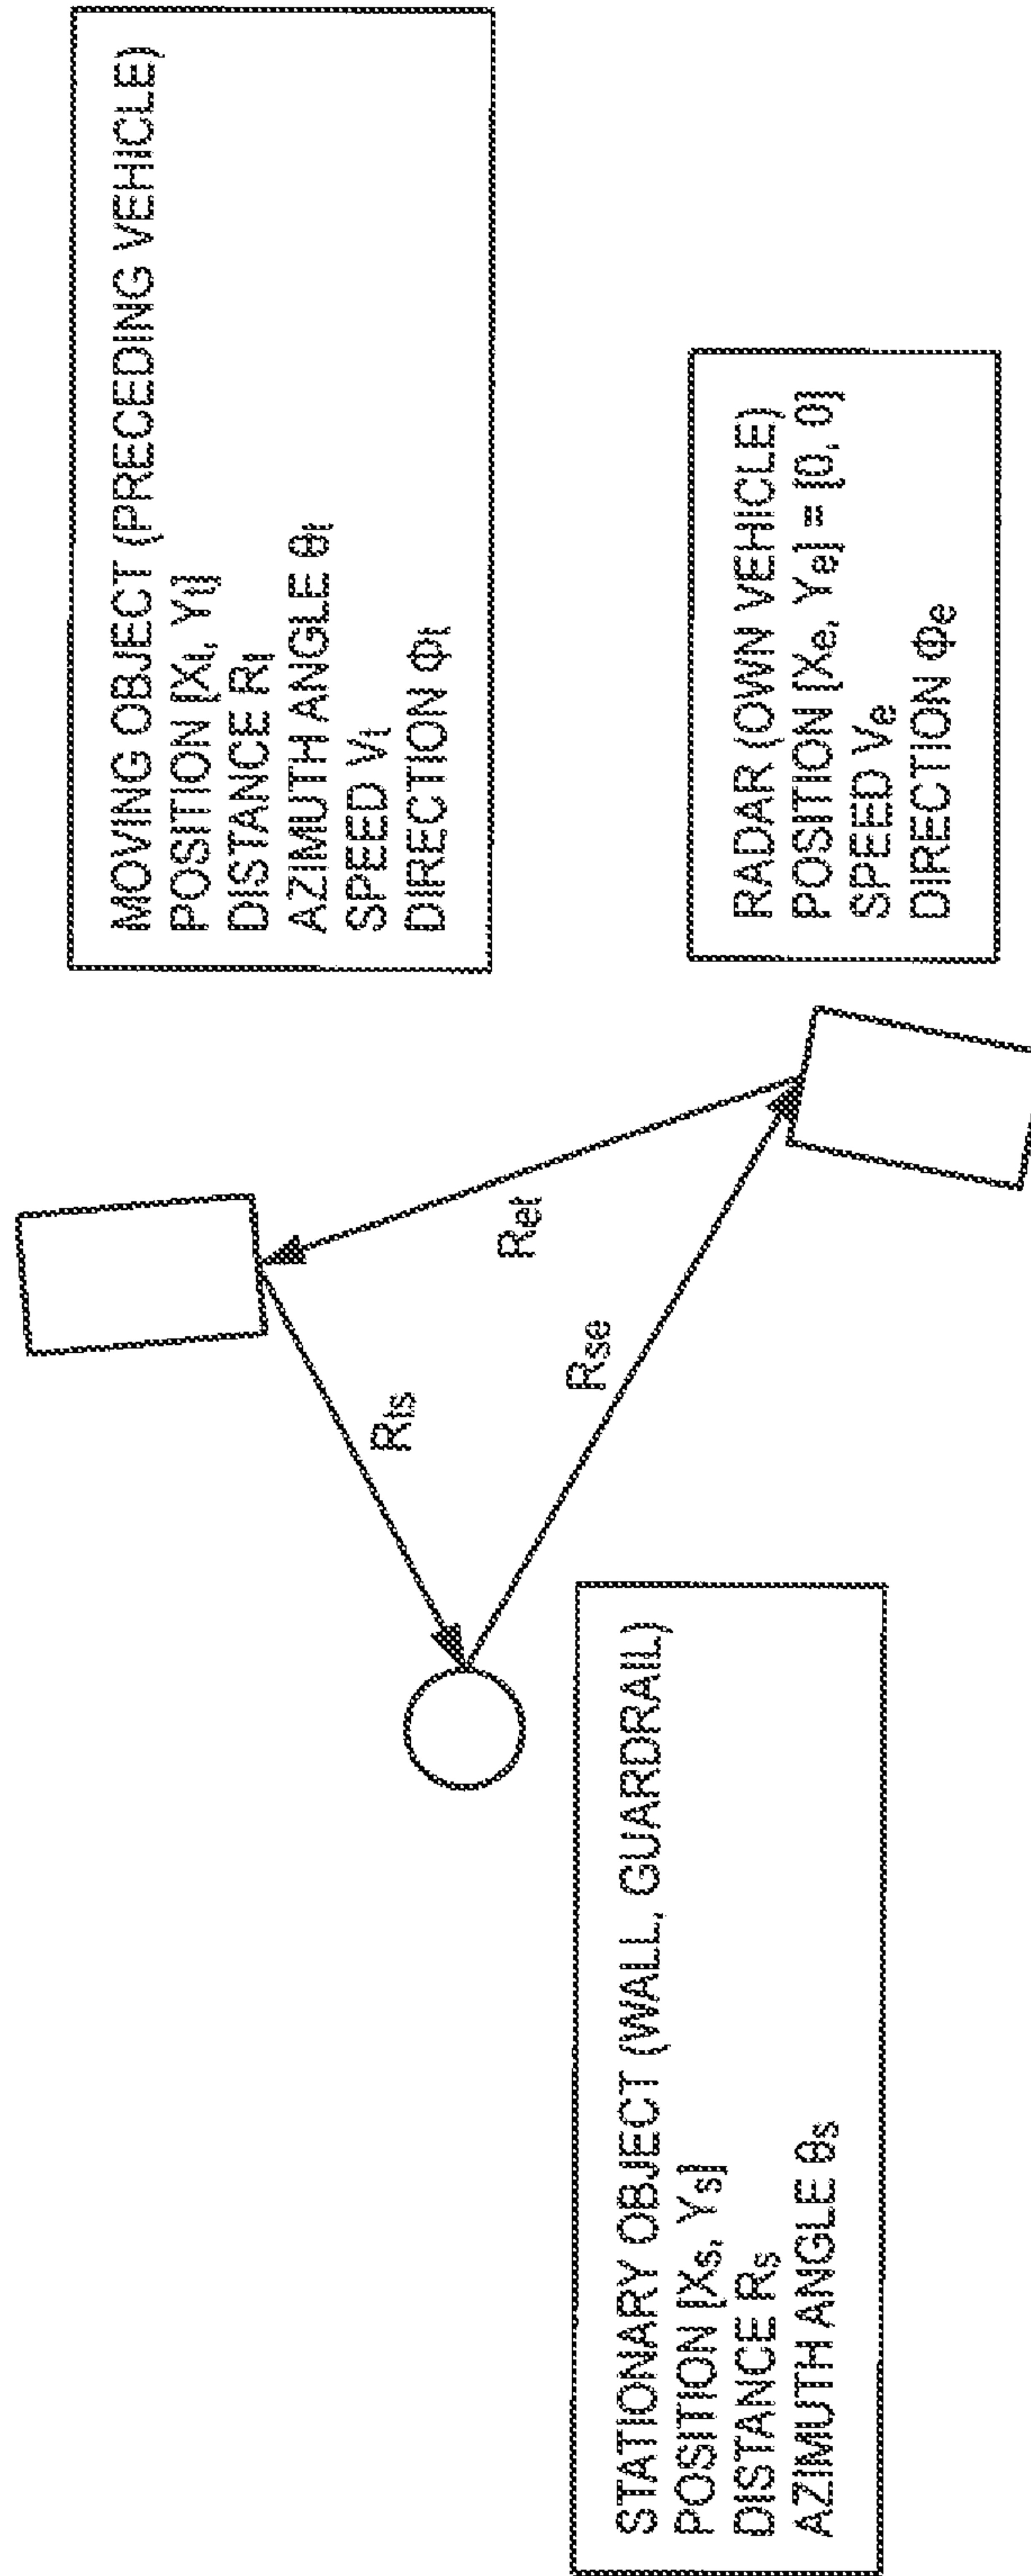 MOVING OBJECT (PRECEDING VEHICLE)
POSITION [Xt, Yt]
DISTANCE Rt
AZIMUTH ANGLE θt
SPEED Vt
DIRECTION Φt
Rts
Ret
Rse
STATIONARY OBJECT (WALL, GUARDRAIL)
POSITION [Xs, Ys]
DISTANCE Rs
AZIMUTH ANGLE θs
RADAR (OWN VEHICLE)
POSITION [Xe, Ye] = [0, 0]
SPEED Ve
DIRECTION Φe